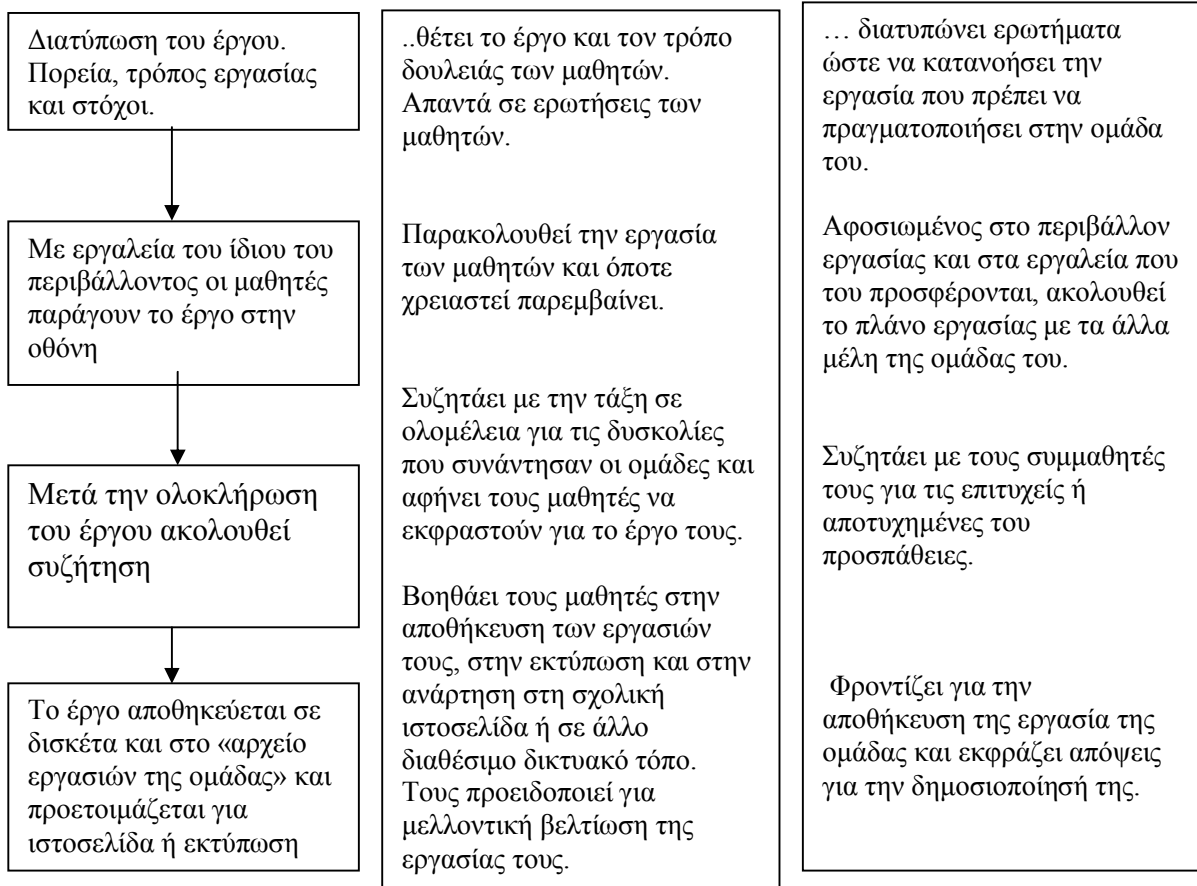 Διατύπωση του έργου.
Πορεία, τρόπος εργασίας
και στόχοι.
Με εργαλεία του ίδιου του
περιβάλλοντος οι μαθητές
παράγουν το έργο στην
οθόνη
Μετά την ολοκλήρωση
του έργου ακολουθεί
συζήτηση
Το έργο αποθηκεύεται σε
δισκέτα και στο «αρχείο
εργασιών της ομάδας» και
προετοιμάζεται για
ιστοσελίδα ή εκτύπωση
..θέτει το έργο και τον τρόπο
δουλειάς των μαθητών.
Απαντά σε ερωτήσεις των
μαθητών.
Παρακολουθεί την εργασία
των μαθητών και όποτε
χρειαστεί παρεμβαίνει.
Συζητάει με την τάξη σε
ολομέλεια για τις δυσκολίες
που συνάντησαν οι ομάδες και
αφήνει τους μαθητές να
εκφραστούν για το έργο τους.
Βοηθάει τους μαθητές στην
αποθήκευση των εργασιών
τους, στην εκτύπωση και στην
ανάρτηση στη σχολική
ιστοσελίδα ή σε άλλο
διαθέσιμο δικτυακό τόπο.
Τους προειδοποιεί για
μελλοντική βελτίωση της
εργασίας τους.
… διατυπώνει ερωτήματα
ώστε να κατανοήσει την
εργασία που πρέπει να
πραγματοποιήσει στην ομάδα
του.
Αφοσιωμένος στο περιβάλλον
εργασίας και στα εργαλεία που
του προσφέρονται, ακολουθεί
το πλάνο εργασίας με τα άλλα
μέλη της ομάδας του.
Συζητάει με τους συμμαθητές
τους για τις επιτυχείς ή
αποτυχημένες του
προσπάθειες.
Φροντίζει για την
αποθήκευση της εργασία της
ομάδας και εκφράζει απόψεις
για την δημοσιοποίησή της.